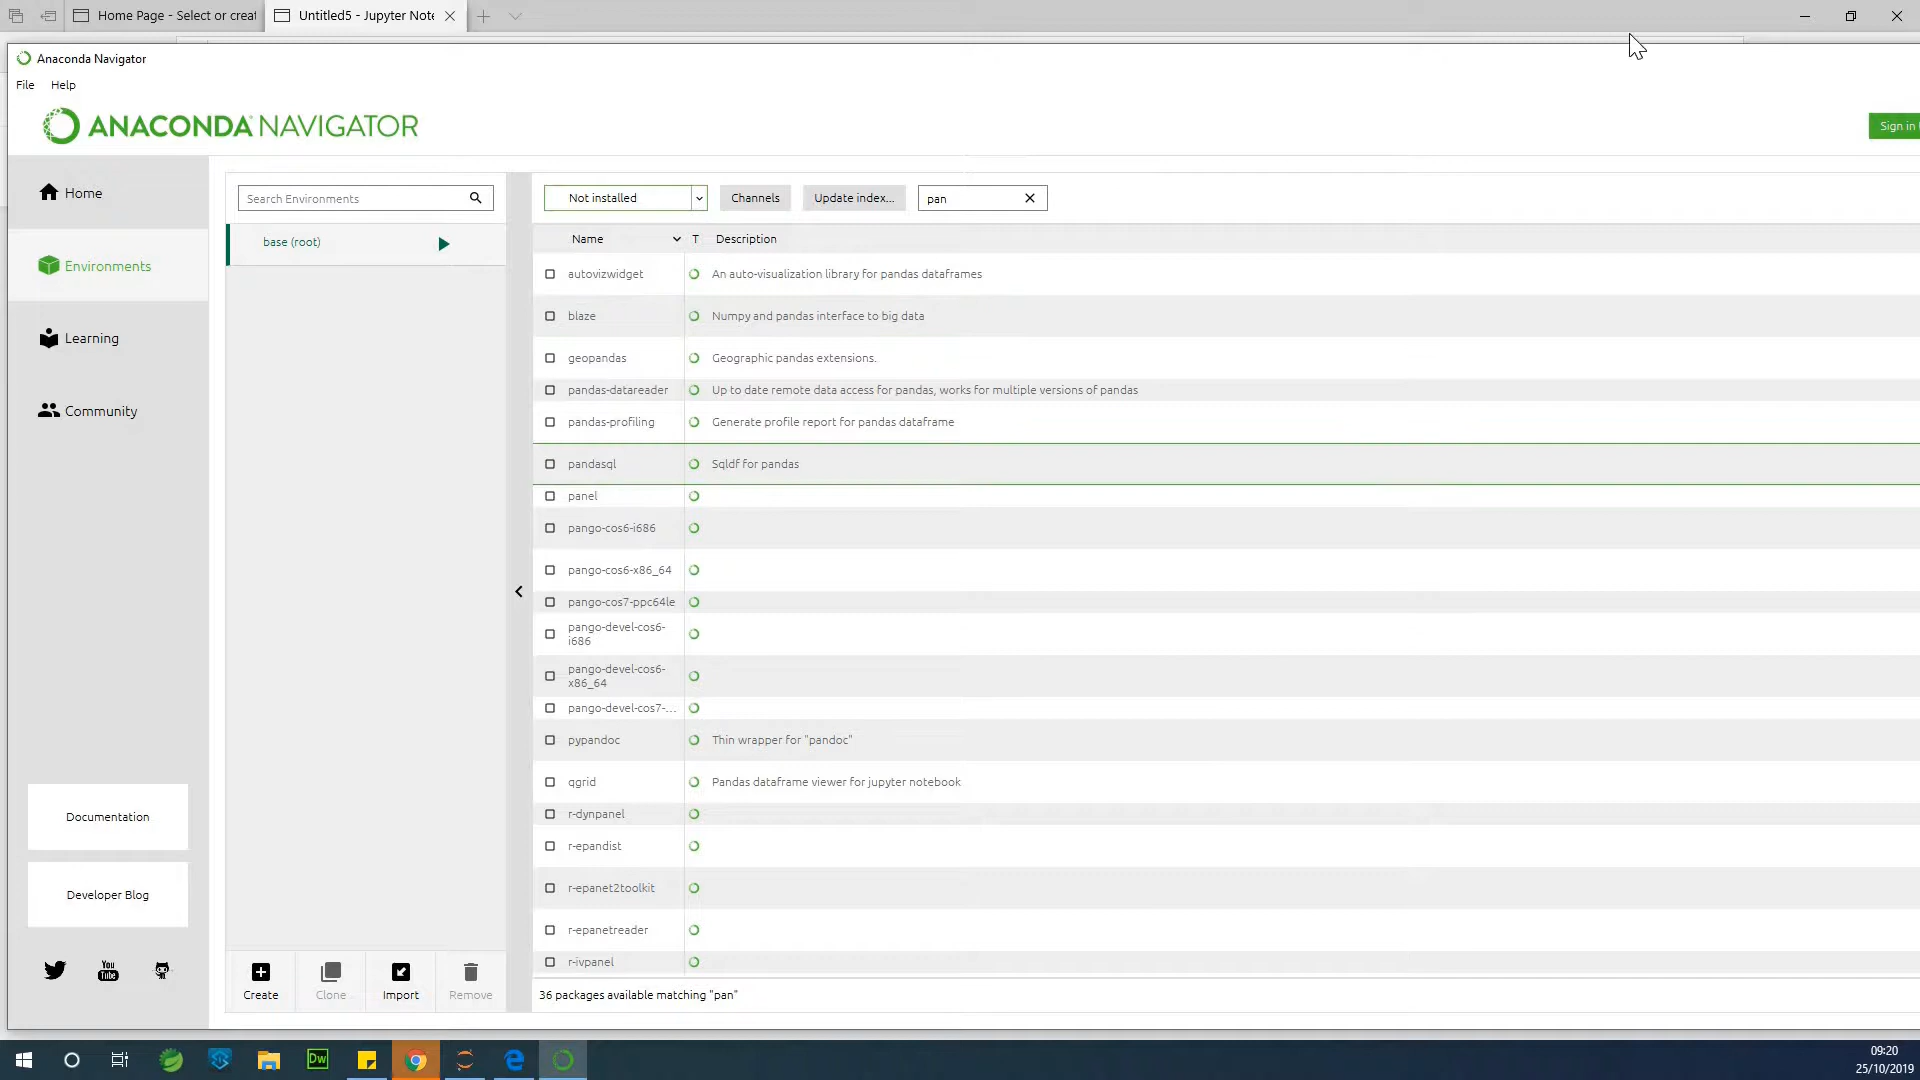 Home Page - Select or creat
Untitled5 - Jupyter Note
Anaconda Navigator
File Help
ANACONDA NAVIGATOR
Sign in
Home
Environments
Learning
Community
Documentation
Developer Blog
You
Tube
Search Environments
base (root)
Create
Clone
Import
Remove
Not installed
Channels
Update index...
pan
Name T Description
autovizwidget An auto-visualization library for pandas dataframes
blaze Numpy and pandas interface to big data
geopandas Geographic pandas extensions.
pandas-datareader Up to date remote data access for pandas, works for multiple versions of pandas
pandas-profiling Generate profile report for pandas dataframe
pandasql Sqldf for pandas
panel
pango-cos6-i686
pango-cos6-x86_64
pango-cos7-ppc64le
pango-devel-cos6-
i686
pango-devel-cos6-
x86_64
pango-devel-cos7-...
pypandoc Thin wrapper for "pandoc"
qgrid Pandas dataframe viewer for jupyter notebook
r-dynpanel
r-epandist
r-epanet2toolkit
r-epanetreader
r-ivpanel
36 packages available matching "pan"
Dw
09:20
25/10/2019